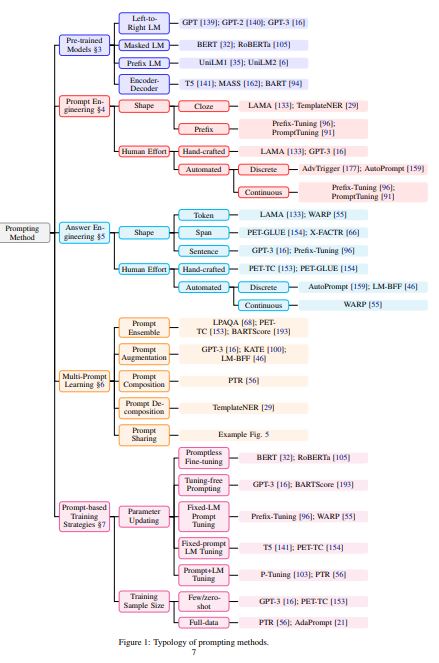 Prompting
Method
Pre-trained
Models §3
Left-to-
Right LM
GPT [139]; GPT-2 [140]; GPT-3 [16]
Masked LM
BERT [32]; RoBERTa [105]
Prefix LM
UniLM1 [35]; UniLM2 [6]
Encoder-
Decoder
T5 [141]; MASS [162]; BART [94]
Prompt En-
gineering §4
Shape
Cloze
LAMA [133]; TemplateNER [29]
Prefix
Prefix-Tuning [96];
PromptTuning [91]
Human Effort
Hand-crafted
LAMA [133]; GPT-3 [16]
Automated
Discrete
AdvTrigger [177]; AutoPrompt [159]
Continuous
Prefix-Tuning [96];
PromptTuning [91]
Answer En-
gineering §5
Shape
Token
LAMA [133]; WARP [55]
Span
PET-GLUE [154]; X-FACTR [66]
Sentence
GPT-3 [16]; Prefix-Tuning [96]
Human Effort
Hand-crafted
PET-TC [153]; PET-GLUE [154]
Automated
Discrete
AutoPrompt [159]; LM-BFF [46]
Continuous
WARP [55]
Multi-Prompt
Learning §6
Prompt
Ensemble
LPAQA [68]; PET-
TC [153]; BARTScore [193]
Prompt
Augmentation
GPT-3 [16]; KATE [100];
LM-BFF [46]
Prompt
Composition
PTR [56]
Prompt De-
composition
TemplateNER [29]
Prompt
Sharing
Example Fig. 5
Prompt-based
Training
Strategies §7
Parameter
Updating
Promptless
Fine-tuning
BERT [32]; RoBERTa [105]
Tuning-free
Prompting
GPT-3 [16]; BARTScore [193]
Fixed-LM
Prompt
Tuning
Prefix-Tuning [96]; WARP [55]
Fixed-prompt
LM Tuning
T5 [141]; PET-TC [154]
Prompt+LM
Tuning
P-Tuning [103]; PTR [56]
Training
Sample Size
Few/zero-
shot
GPT-3 [16]; PET-TC [153]
Full-data
PTR [56]; AdaPrompt [21]
Figure 1: Typology of prompting methods.
7